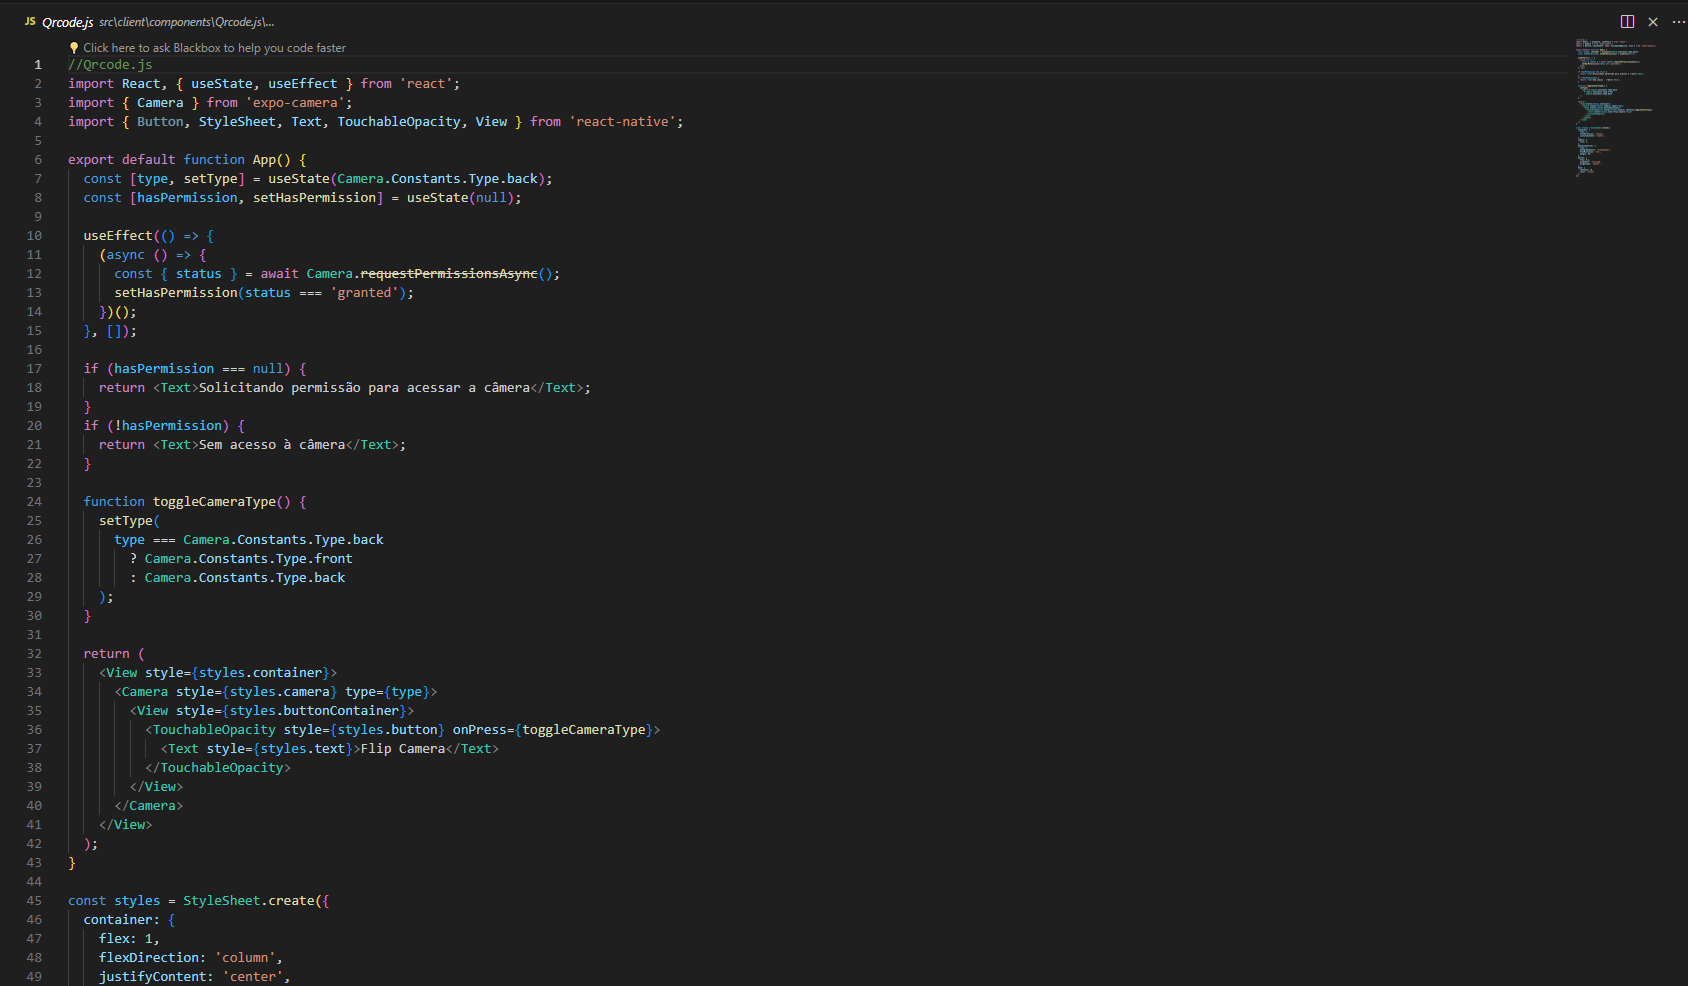 JS Qrcode.js src\client\components\Qrcode.js\...
Click here to ask Blackbox to help you code faster
1 //Qrcode.js
2 import React, { useState, useEffect } from 'react';
3 import { Camera } from 'expo-camera';
4 import { Button, StyleSheet, Text, TouchableOpacity, View } from 'react-native';
5
6 export default function App() {
7   const [type, setType] = useState(Camera.Constants.Type.back);
8   const [hasPermission, setHasPermission] = useState(null);
9
10   useEffect(() => {
11     (async () => {
12       const { status } = await Camera.requestPermissionsAsync();
13       setHasPermission(status === 'granted');
14     })();
15   }, []);
16
17   if (hasPermission === null) {
18     return <Text>Solicitando permissão para acessar a câmera</Text>;
19   }
20   if (!hasPermission) {
21     return <Text>Sem acesso à câmera</Text>;
22   }
23
24   function toggleCameraType() {
25     setType(
26       type === Camera.Constants.Type.back
27         ? Camera.Constants.Type.front
28         : Camera.Constants.Type.back
29     );
30   }
31
32   return (
33     <View style={styles.container}>
34       <Camera style={styles.camera} type={type}>
35         <View style={styles.buttonContainer}>
36           <TouchableOpacity style={styles.button} onPress={toggleCameraType}>
37             <Text style={styles.text}>Flip Camera</Text>
38           </TouchableOpacity>
39         </View>
40       </Camera>
41     </View>
42   );
43 }
44
45 const styles = StyleSheet.create({
46   container: {
47     flex: 1,
48     flexDirection: 'column',
49     justifyContent: 'center',